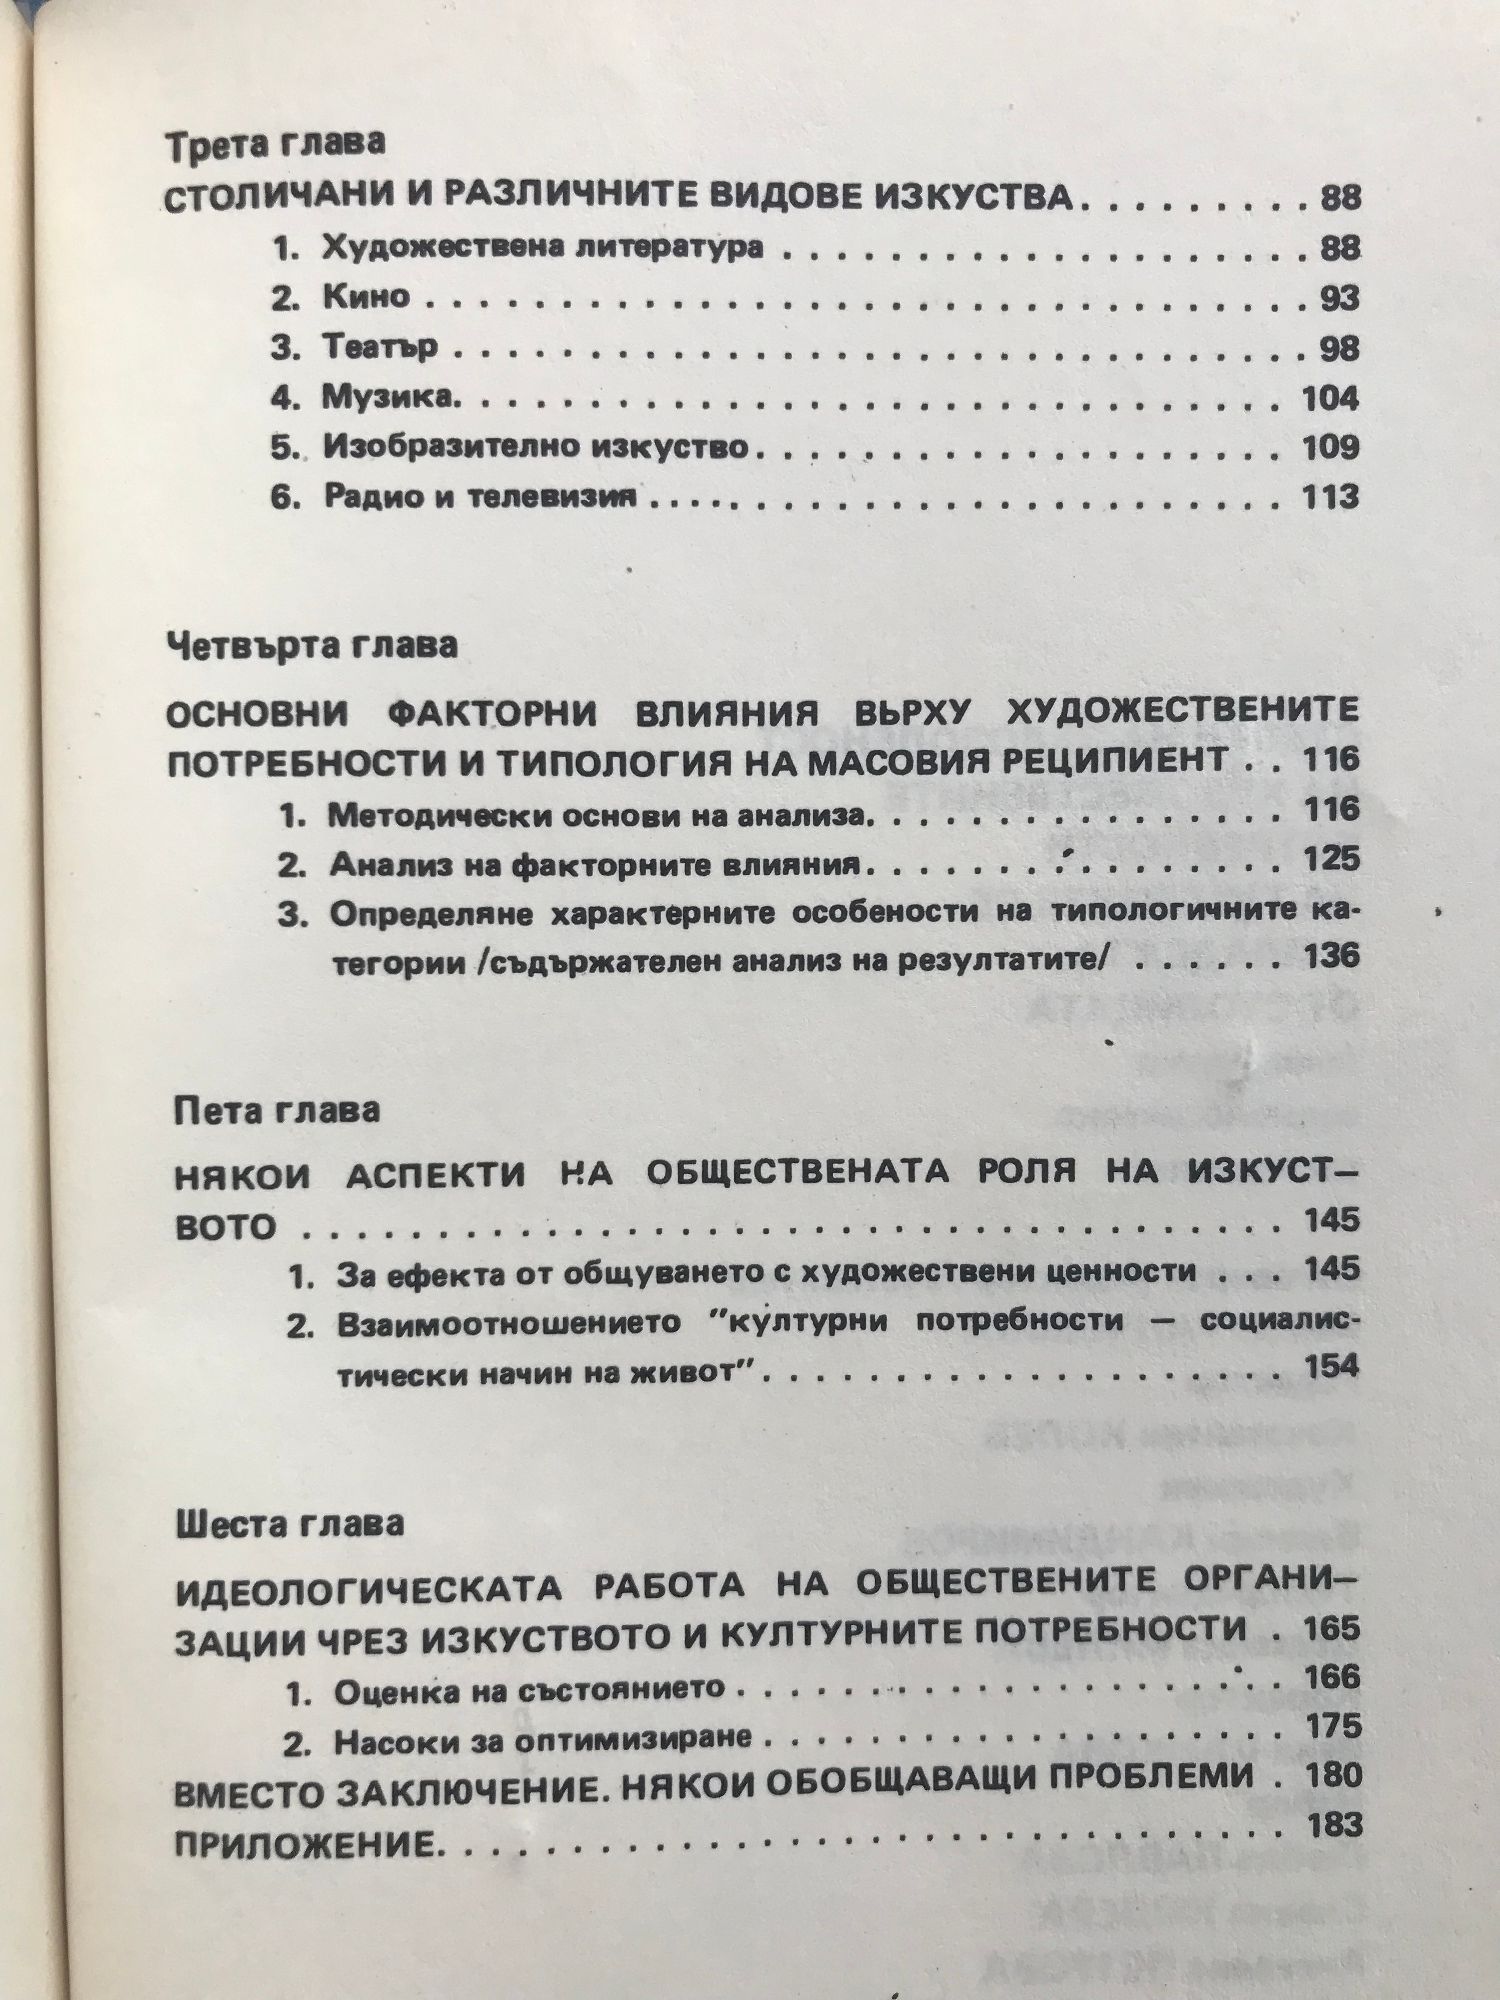 Трета глава
СТОЛИЧАНИ И РАЗЛИЧНИТЕ ВИДОВЕ ИЗКУСТВА. . . . . . . . . 88
1. Художествена литература . . . . . . . . . . . . . . . . . . . . 88
2. Кино . . . . . . . . . . . . . . . . . . . . . . . . . . . . . . . . . 93
3. Театър . . . . . . . . . . . . . . . . . . . . . . . . . . . . . . . . 98
4. Музика. . . . . . . . . . . . . . . . . . . . . . . . . . . . . . . 104
5. Изобразително изкуство. . . . . . . . . . . . . . . . . . . . 109
6. Радио и телевизия . . . . . . . . . . . . . . . . . . . . . . . . 113
Четвърта глава
ОСНОВНИ ФАКТОРНИ ВЛИЯНИЯ ВЬРХУ ХУДОЖЕСТВЕНИТЕ
ПОТРЕБНОСТИ И ТИПОЛОГИЯ НА МАСОВИЯ РЕЦИПИЕНТ . . 116
1. Методически основи на анализа. . . . . . . . . . . . . . . . 116
2. Анализ на факторните влияния. . . . . . . . . . . . . . . . 125
3. Определяне характерните особености на типологичните ка-
тегории /съдържателен анализ на резултатите/ . . . . . . 136
Пета глава
НЯКОИ АСПЕКТИ НА ОБЩЕСТВЕНАТА РОЛЯ НА ИЗКУСТ–
ВОТО . . . . . . . . . . . . . . . . . . . . . . . . . . . . . . . . . . . . . 145
1. За ефекта от общуването с художествени ценности . . . 145
2. Взаимоотношението "културни потребности — социалис-
тически начин на живот". . . . . . . . . . . . . . . . . . . . 154
Шеста глава
ИДЕОЛОГИЧЕСКАТА РАБОТА НА ОБЩЕСТВЕНИТЕ ОРГАНИ–
ЗАЦИИ ЧРЕЗ ИЗКУСТВОТО И КУЛТУРНИТЕ ПОТРЕБНОСТИ . 165
1. Оценка на състоянието . . . . . . . . . . . . . . . . . . . . . 166
2. Насоки за оптимизиране . . . . . . . . . . . . . . . . . . . . 175
ВМЕСТО ЗАКЛЮЧЕНИЕ. НЯКОИ ОБОБЩАВАЩИ ПРОБЛЕМИ . 180
ПРИЛОЖЕНИЕ. . . . . . . . . . . . . . . . . . . . . . . . . . . . . . . . 183